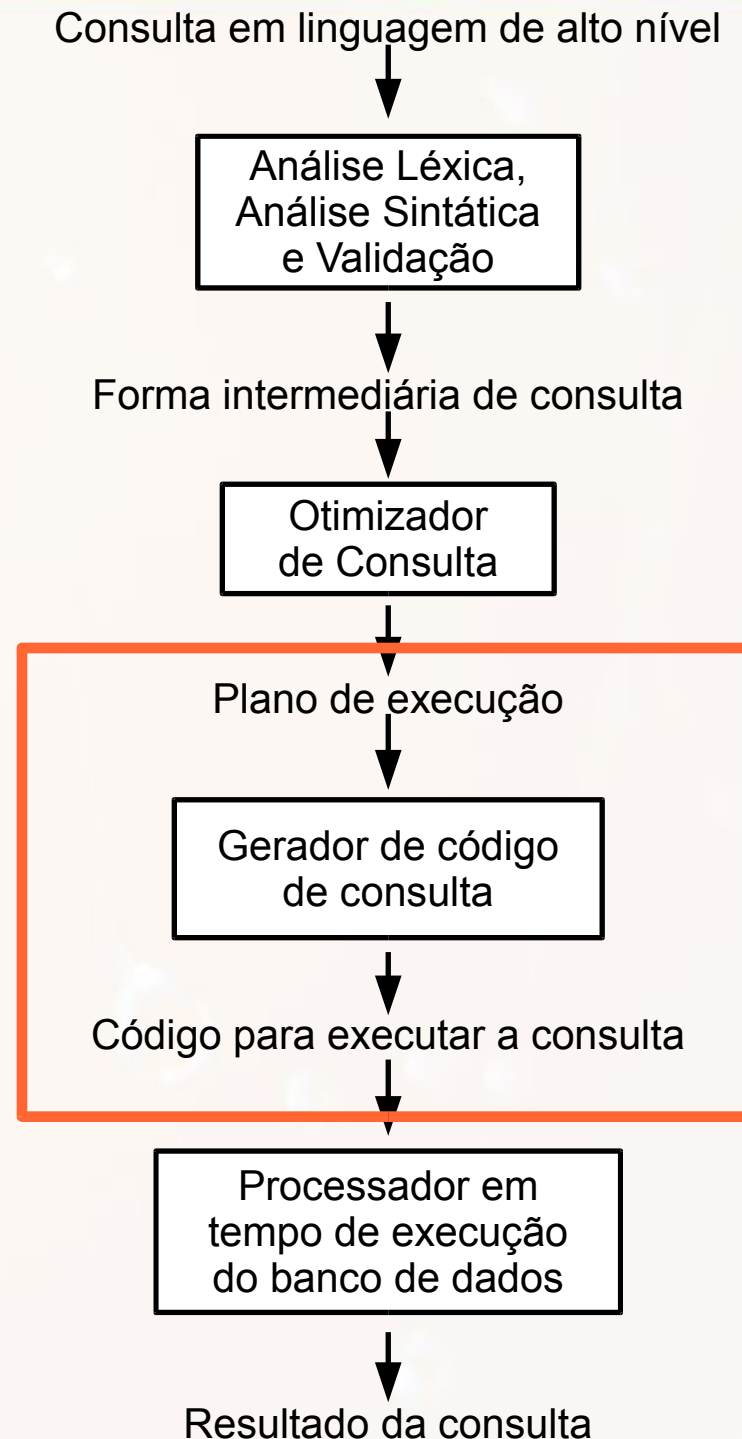 Consulta em linguagem de alto nível
Análise Léxica,
Análise Sintática
e Validação
Forma intermediária de consulta
Otimizador
de Consulta
Plano de execução
Gerador de código
de consulta
Código para executar a consulta
Processador em
tempo de execução
do banco de dados
Resultado da consulta